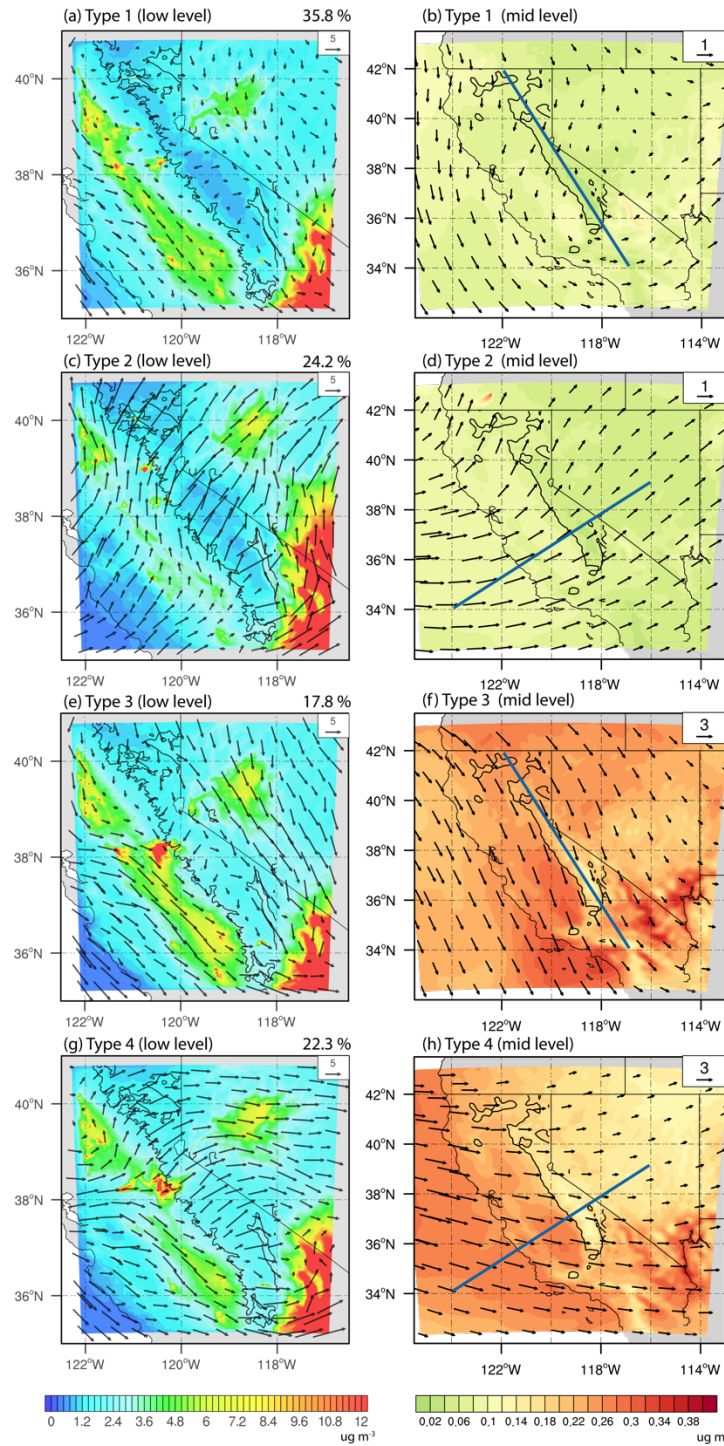 (a) Type 1 (low level) 35.8 %
(b) Type 1 (mid level)
5
1
40°N
38°N
36°N
42°N
40°N
38°N
36°N
34°N
122°W 120°W 118°W
122°W 118°W 114°W
(c) Type 2 (low level) 24.2 %
(d) Type 2 (mid level)
5
1
40°N
38°N
36°N
42°N
40°N
38°N
36°N
34°N
122°W 120°W 118°W
122°W 118°W 114°W
(e) Type 3 (low level) 17.8 %
(f) Type 3 (mid level)
5
3
40°N
38°N
36°N
42°N
40°N
38°N
36°N
34°N
122°W 120°W 118°W
122°W 118°W 114°W
(g) Type 4 (low level) 22.3 %
(h) Type 4 (mid level)
5
3
40°N
38°N
36°N
42°N
40°N
38°N
36°N
34°N
122°W 120°W 118°W
122°W 118°W 114°W
0 1.2 2.4 3.6 4.8 6 7.2 8.4 9.6 10.8 12
ug m⁻³
0,02 0,06 0,1 0,14 0,18 0,22 0,26 0,3 0,34 0,38
ug m